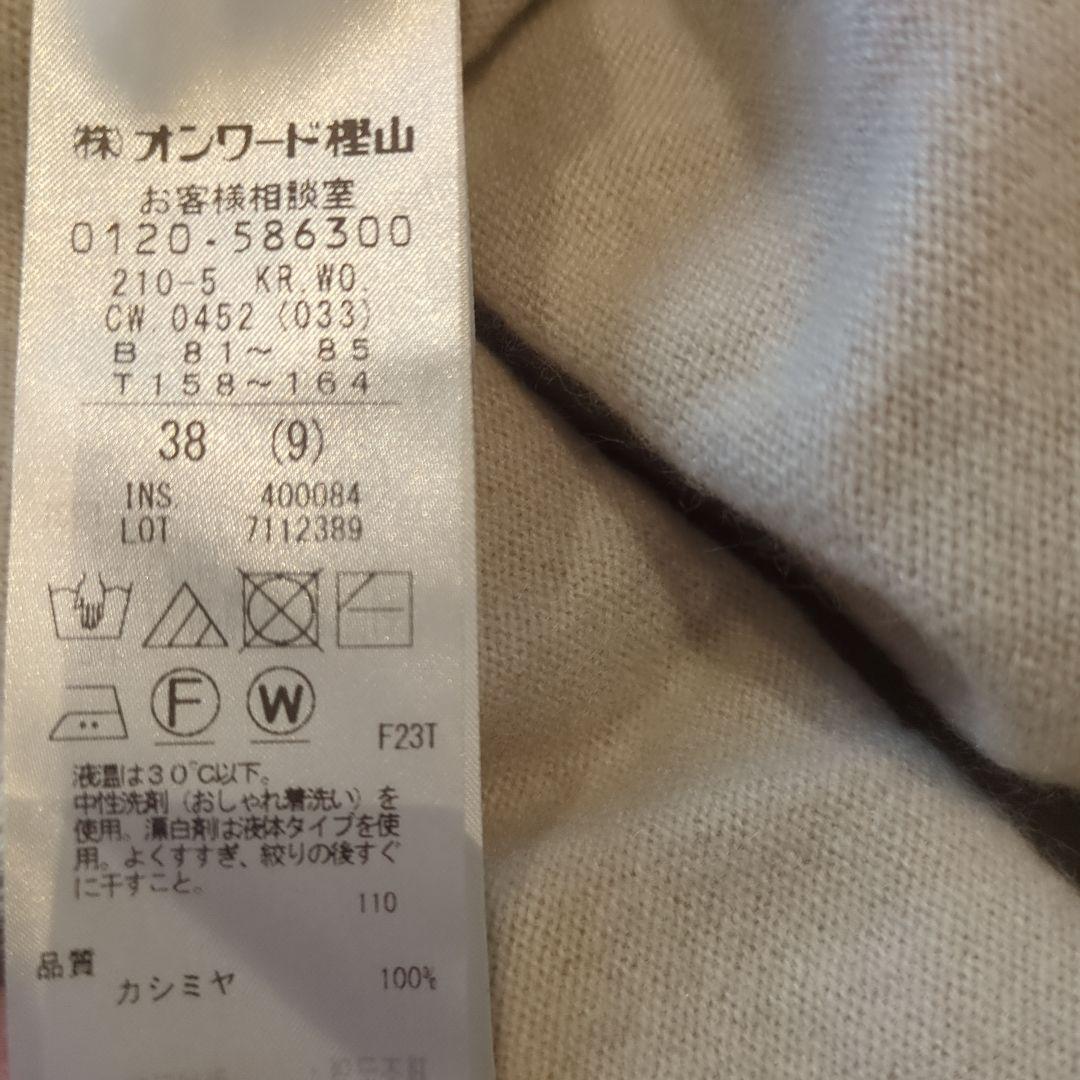 ㈱オンワード樫山
お客様相談室
0120-586300
210-5 KR.WO.
CW.0452 (033)
B 81～ 85
T158～164
38 (9)
INS 400084
LOT 7112389
F
W
F23T
液温は30℃以下。
中性洗剤（おしゃれ着洗い）を
使用。漂白剤は液体タイプを使
用。よくすすぎ、絞りの後すぐ
に干すこと。
110
品質
カシミヤ 100%